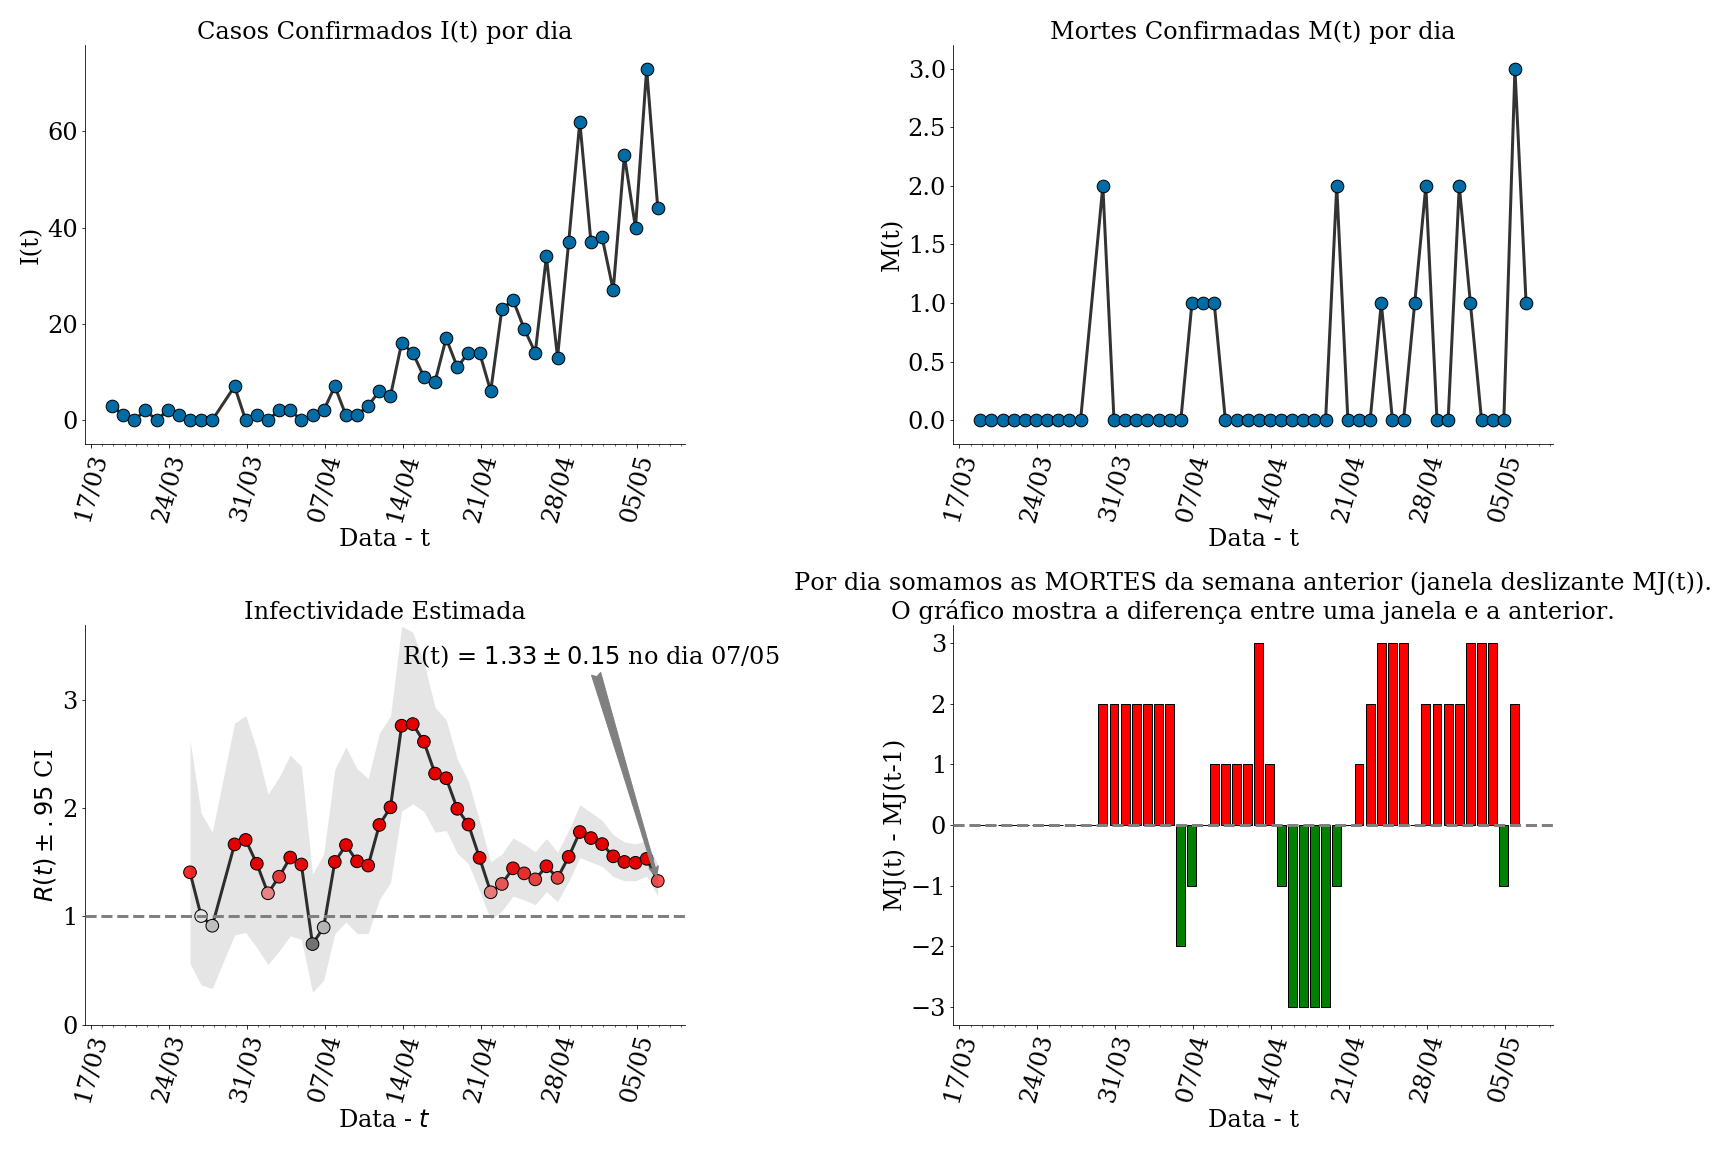 Casos Confirmados I(t) por dia
I(t)
60
40
20
0
17/03 24/03 31/03 07/04 14/04 21/04 28/04 05/05
Data - t
Mortes Confirmadas M(t) por dia
M(t)
3.0
2.5
2.0
1.5
1.0
0.5
0.0
17/03 24/03 31/03 07/04 14/04 21/04 28/04 05/05
Data - t
Infectividade Estimada
R(t) = 1.33 ± 0.15 no dia 07/05
R(t) ± .95 CI
3
2
1
0
17/03 24/03 31/03 07/04 14/04 21/04 28/04 05/05
Data - t
Por dia somamos as MORTES da semana anterior (janela deslizante MJ(t)).
O gráfico mostra a diferença entre uma janela e a anterior.
MJ(t) - MJ(t-1)
3
2
1
0
−1
−2
−3
17/03 24/03 31/03 07/04 14/04 21/04 28/04 05/05
Data - t